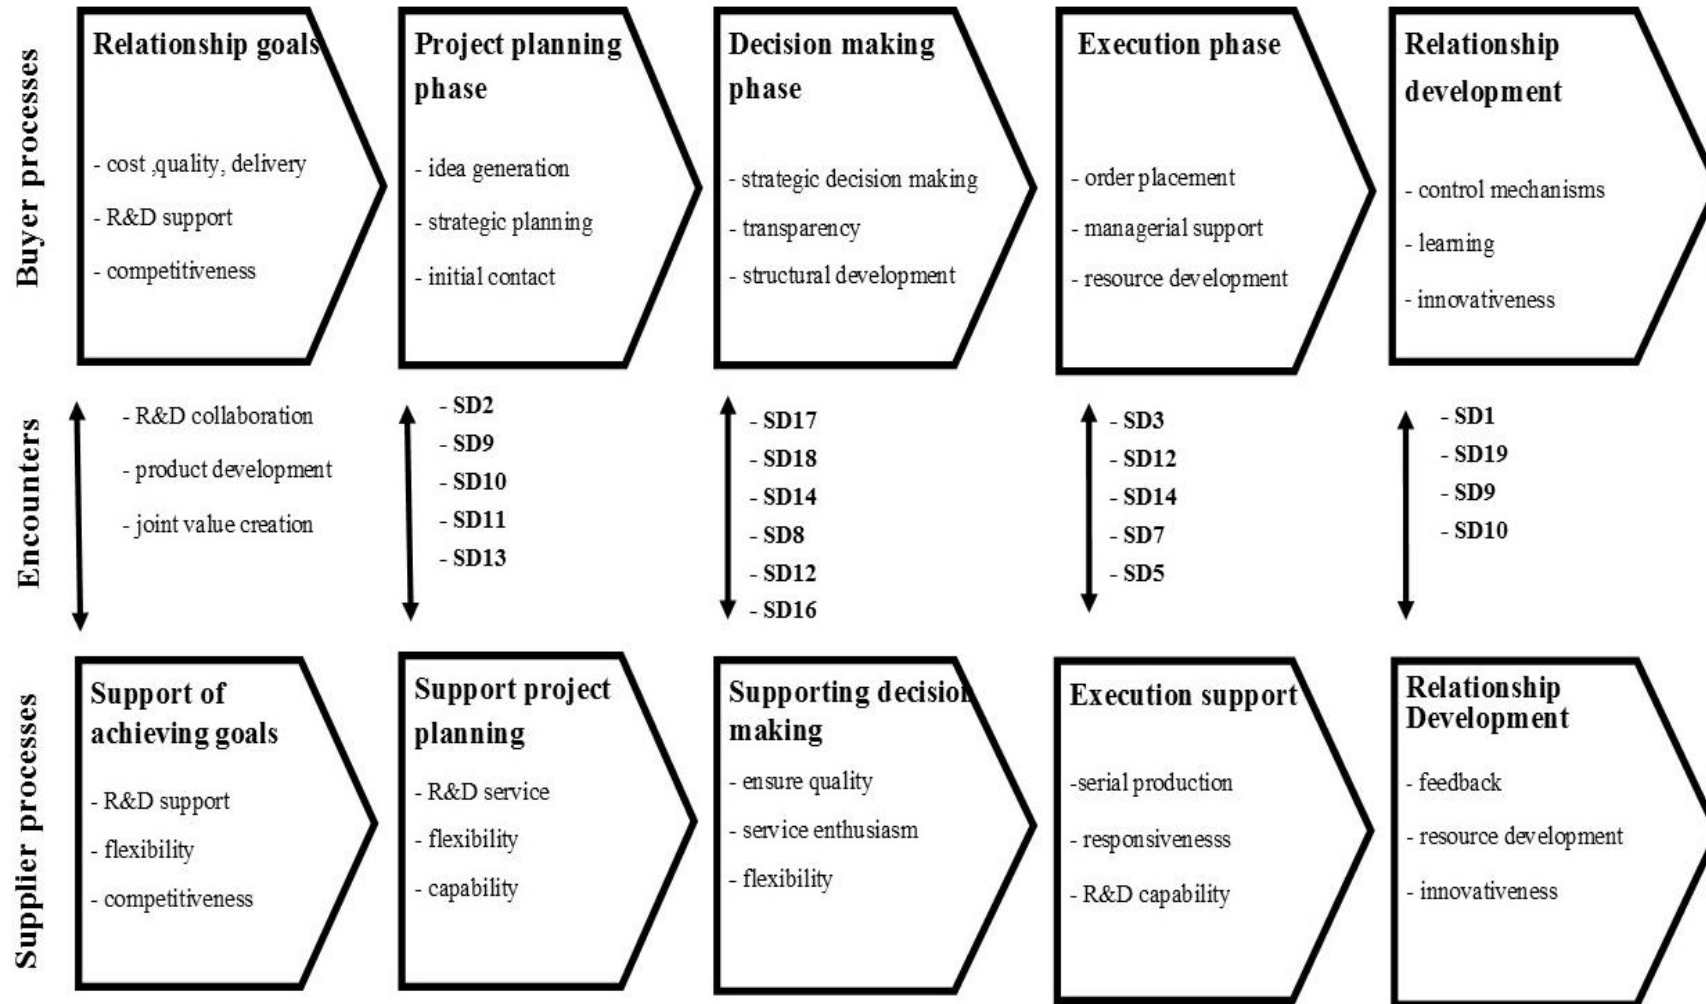 Buyer processes
Relationship goals
- cost ,quality, delivery
- R&D support
- competitiveness
Project planning
phase
- idea generation
- strategic planning
- initial contact
Decision making
phase
- strategic decision making
- transparency
- structural development
Execution phase
- order placement
- managerial support
- resource development
Relationship
development
- control mechanisms
- learning
- innovativeness
Encounters
- R&D collaboration
- product development
- joint value creation
- SD2
- SD9
- SD10
- SD11
- SD13
- SD17
- SD18
- SD14
- SD8
- SD12
- SD16
- SD3
- SD12
- SD14
- SD7
- SD5
- SD1
- SD19
- SD9
- SD10
Supplier processes
Support of
achieving goals
- R&D support
- flexibility
- competitiveness
Support project
planning
- R&D service
- flexibility
- capability
Supporting decision
making
- ensure quality
- service enthusiasm
- flexibility
Execution support
-serial production
- responsivenesss
- R&D capability
Relationship
Development
- feedback
- resource development
- innovativeness